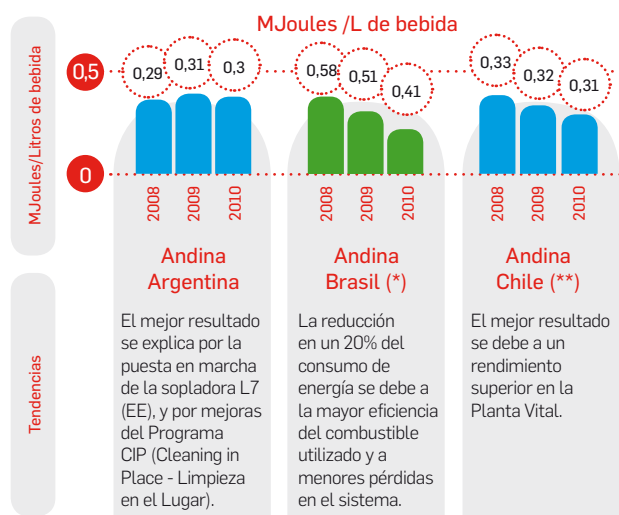 MJoules /L de bebida
MJoules/Litros de bebida
0,5
0
0,29
0,31
0,3
2008
2009
2010
0,58
0,51
0,41
2008
2009
2010
0,33
0,32
0,31
2008
2009
2010
Tendencias
Andina
Argentina
El mejor resultado
se explica por la
puesta en marcha
de la sopladora L7
(EE), y por mejoras
del Programa
CIP (Cleaning in
Place - Limpieza
en el Lugar).
Andina
Brasil (*)
La reducción
en un 20% del
consumo de
energía se debe a
la mayor eficiencia
del combustible
utilizado y a
menores pérdidas
en el sistema.
Andina
Chile (**)
El mejor resultado
se debe a un
rendimiento
superior en la
Planta Vital.